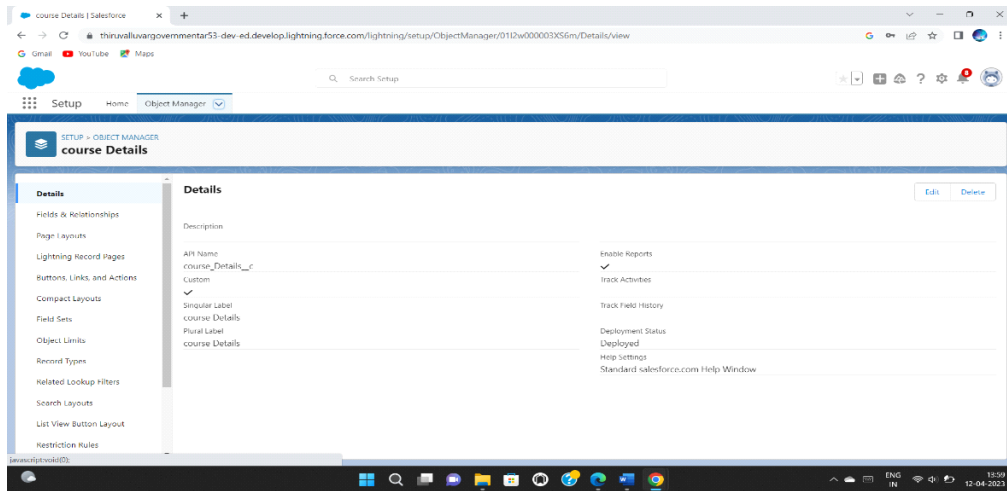 course Details | Salesforce
thiruvalluvargovernmentar53-dev-ed.develop.lightning.force.com/lightning/setup/ObjectManager/01I2w000003XS6m/Details/view
Gmail YouTube Maps
Search Setup
8
Setup Home Object Manager
SETUP > OBJECT MANAGER
course Details
Details
Fields & Relationships
Page Layouts
Lightning Record Pages
Buttons, Links, and Actions
Compact Layouts
Field Sets
Object Limits
Record Types
Related Lookup Filters
Search Layouts
List View Button Layout
Restriction Rules
Details
Edit Delete
Description
API Name
course_Details__c
Custom
Singular Label
course Details
Plural Label
course Details
Enable Reports
Track Activities
Track Field History
Deployment Status
Deployed
Help Settings
Standard salesforce.com Help Window
javascript:void(0);
ENG
IN
13:59
12-04-2023